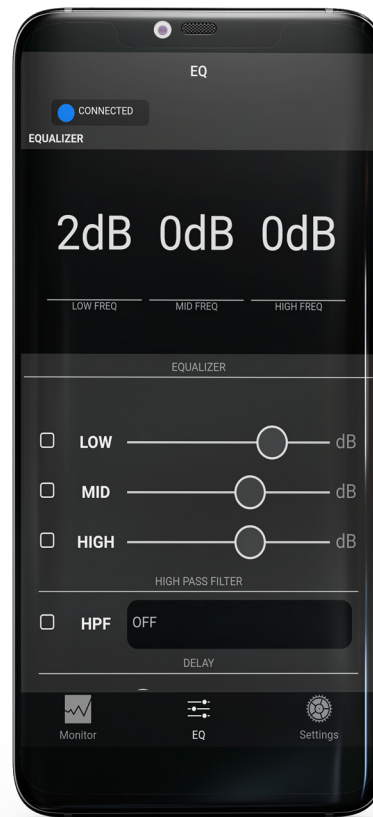 EQ
CONNECTED
EQUALIZER
2dB 0dB 0dB
LOW FREQ MID FREQ HIGH FREQ
EQUALIZER
LOW dB
MID dB
HIGH dB
HIGH PASS FILTER
HPF OFF
DELAY
Monitor EQ Settings